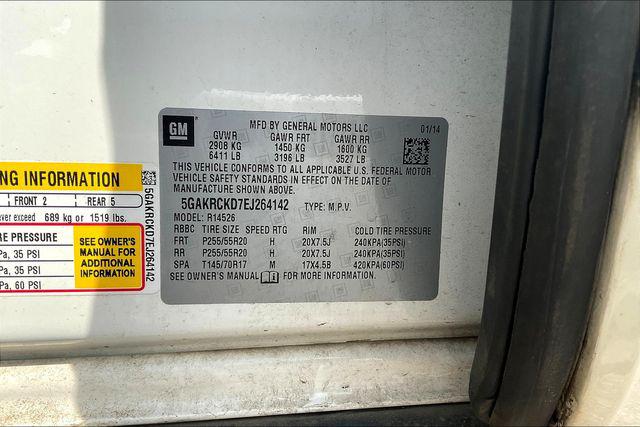 GM
MFD BY GENERAL MOTORS LLC 01/14
GVWR GAWR FRT GAWR RR
2908 KG 1450 KG 1600 KG
6411 LB 3196 LB 3527 LB
THIS VEHICLE CONFORMS TO ALL APPLICABLE U.S. FEDERAL MOTOR
VEHICLE SAFETY STANDARDS IN EFFECT ON THE DATE OF
MANUFACTURE SHOWN ABOVE.
5GAKRCKD7EJ264142 TYPE: M.P.V.
MODEL: R14526
RBBC TIRE SIZE SPEED RTG RIM COLD TIRE PRESSURE
FRT P255/55R20 H 20X7.5J 240KPA(35PSI)
RR P255/55R20 H 20X7.5J 240KPA(35PSI)
SPA T145/70R17 M 17X4.5B 420KPA(60PSI)
SEE OWNER'S MANUAL FOR MORE INFORMATION.
NG INFORMATION
FRONT 2 REAR 5
ver exceed 689 kg or 1519 lbs.
RE PRESSURE
Pa, 35 PSI
Pa, 35 PSI
Pa, 60 PSI
SEE OWNER'S
MANUAL FOR
ADDITIONAL
INFORMATION
5GAKRCKD7EJ264142